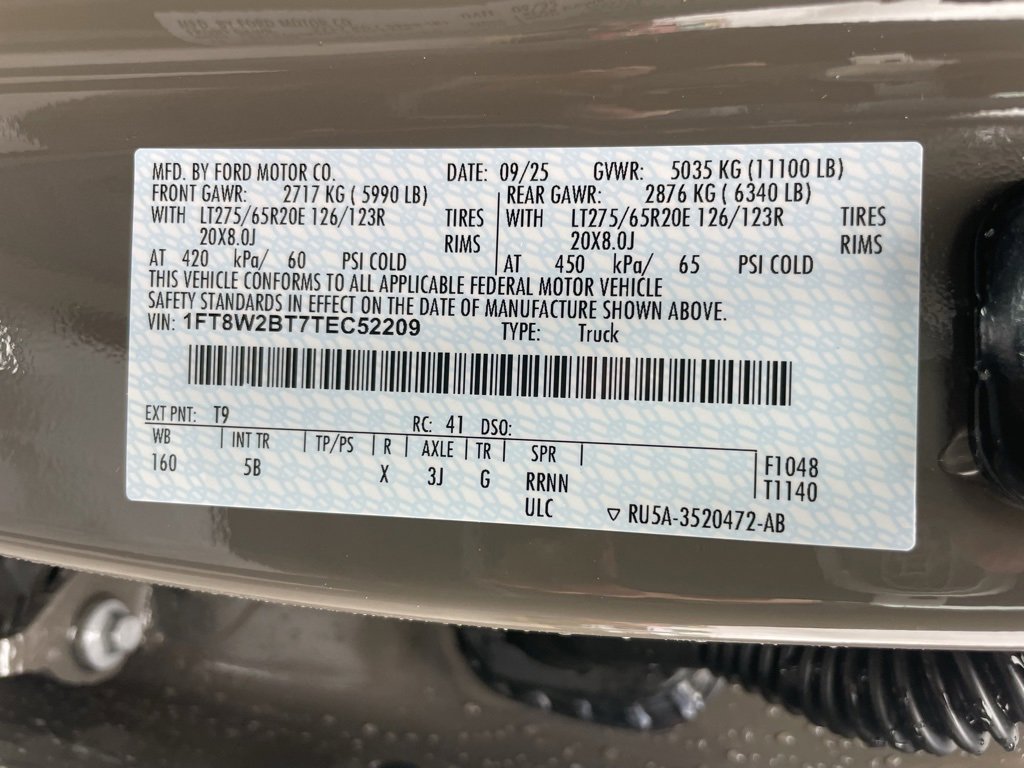 MFD. BY FORD MOTOR CO. DATE: 09/25 GVWR: 5035 KG (11100 LB)
FRONT GAWR: 2717 KG ( 5990 LB) REAR GAWR: 2876 KG ( 6340 LB)
WITH LT275/65R20E 126/123R TIRES WITH LT275/65R20E 126/123R TIRES
20X8.0J RIMS 20X8.0J RIMS
AT 420 kPa/ 60 PSI COLD AT 450 kPa/ 65 PSI COLD
THIS VEHICLE CONFORMS TO ALL APPLICABLE FEDERAL MOTOR VEHICLE
SAFETY STANDARDS IN EFFECT ON THE DATE OF MANUFACTURE SHOWN ABOVE.
VIN: 1FT8W2BT7TEC52209 TYPE: Truck
EXT PNT: T9 RC: 41 DSO:
WB INT TR TP/PS R AXLE TR SPR
160 5B X 3J G RRNN
ULC
F1048
T1140
▽ RU5A-3520472-AB